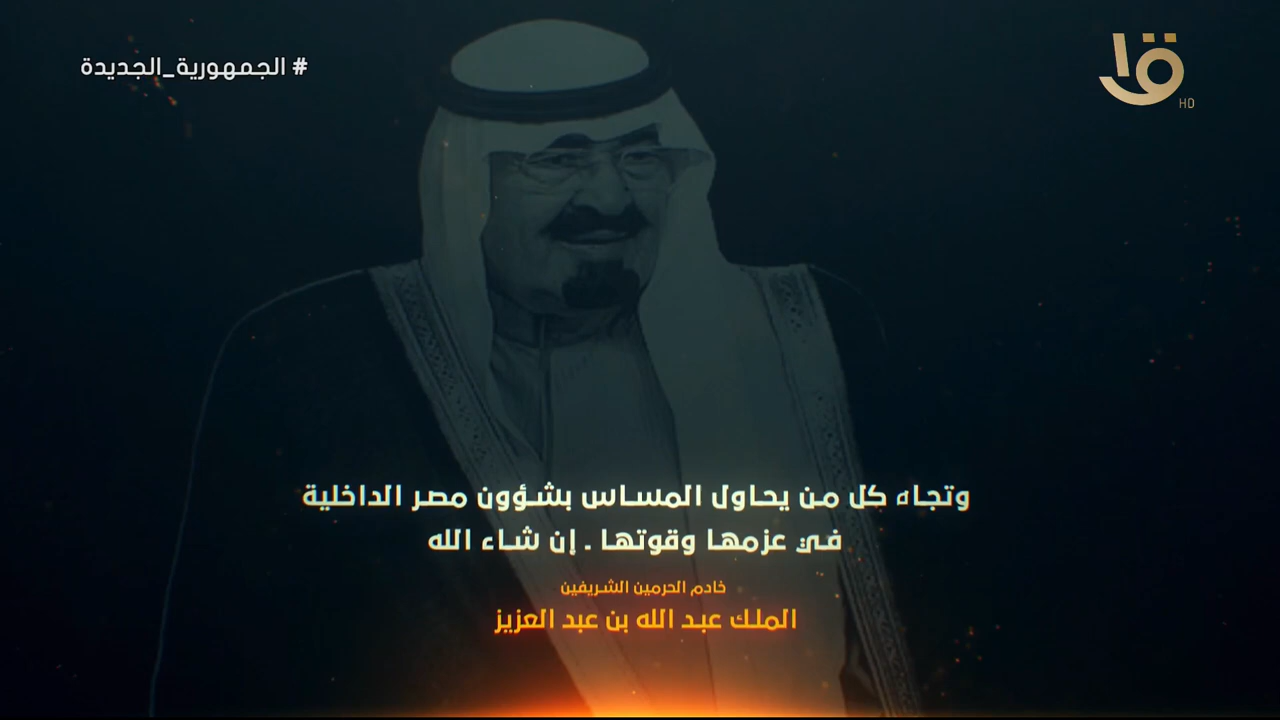 # الجمهورية_الجديدة
HD
وتجاه كل من يحاول المساس بشؤون مصر الداخلية
في عزمها وقوتها . إن شاء الله
خادم الحرمين الشريفين
الملك عبد الله بن عبد العزيز